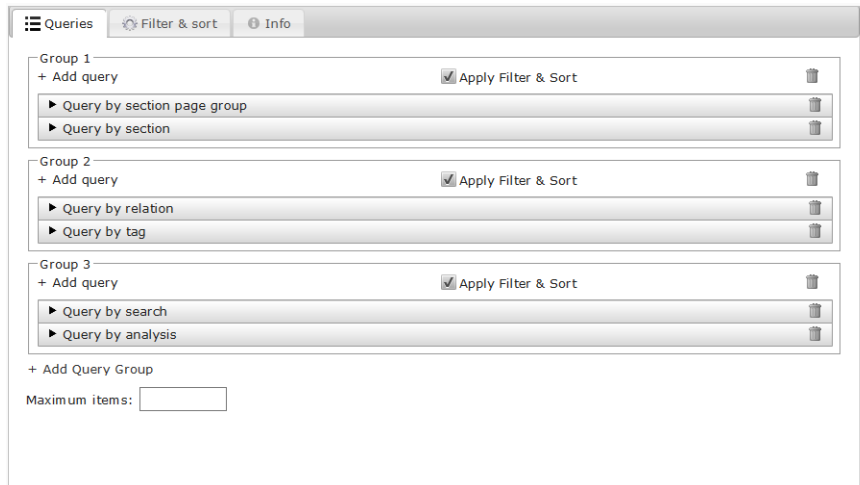 Queries Filter & sort Info
Group 1
+ Add query Apply Filter & Sort
Query by section page group
Query by section
Group 2
+ Add query Apply Filter & Sort
Query by relation
Query by tag
Group 3
+ Add query Apply Filter & Sort
Query by search
Query by analysis
+ Add Query Group
Maximum items: